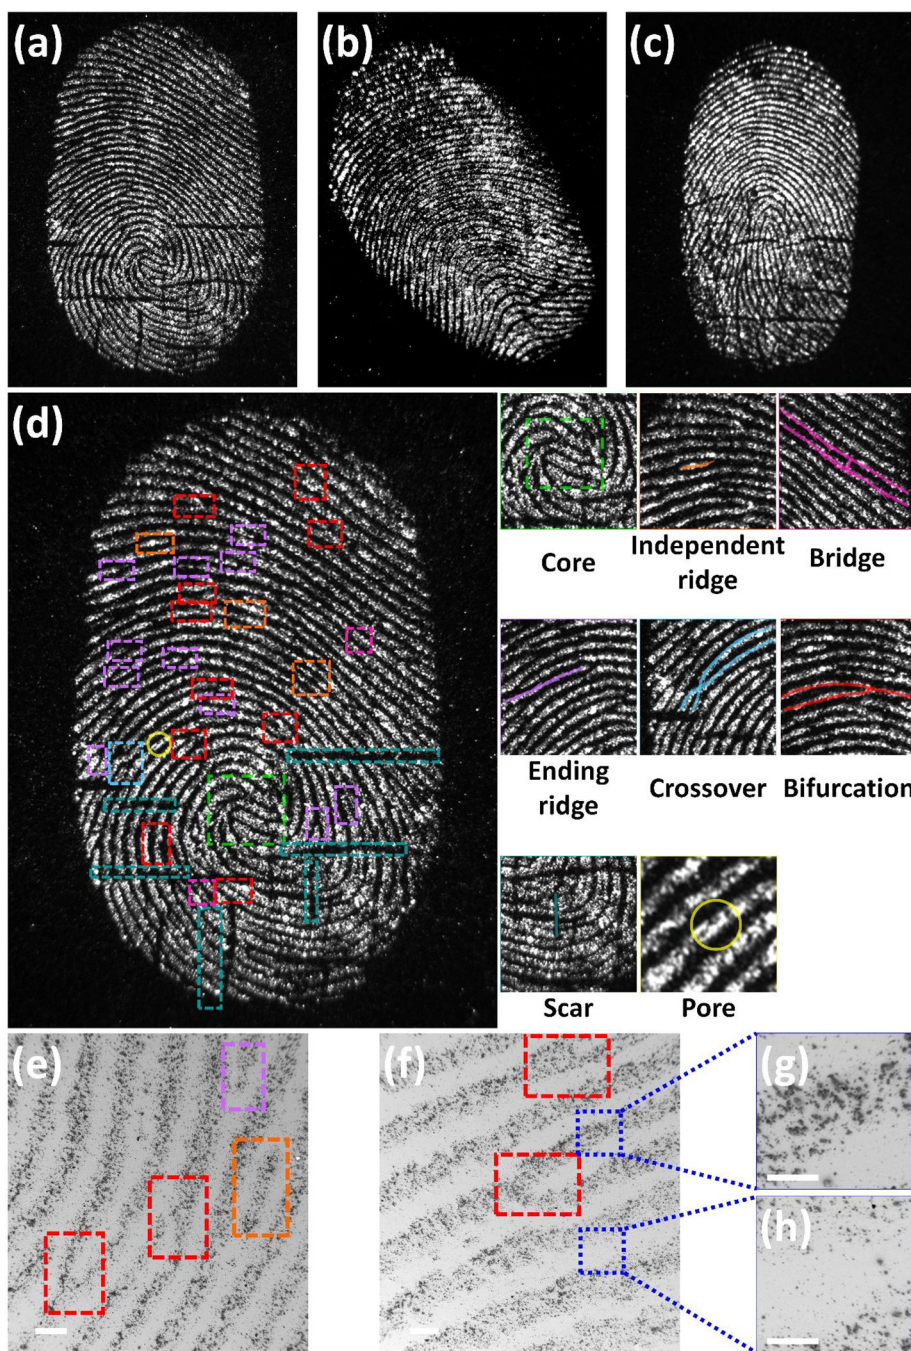 (a)
(b)
(c)
(d)
Core
Independent
ridge
Bridge
Ending
ridge
Crossover
Bifurcation
Scar
Pore
(e)
(f)
(g)
(h)